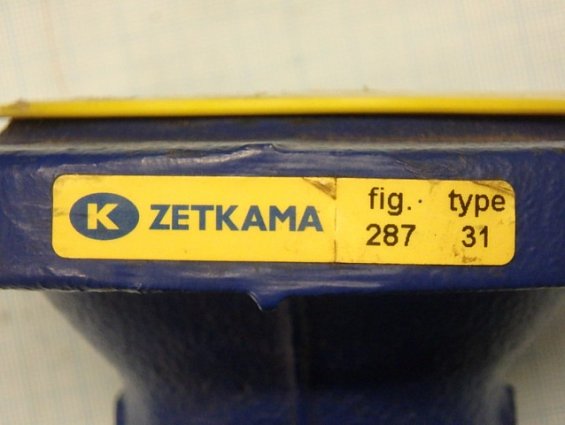 K ZETKAMA
fig. type
287 31